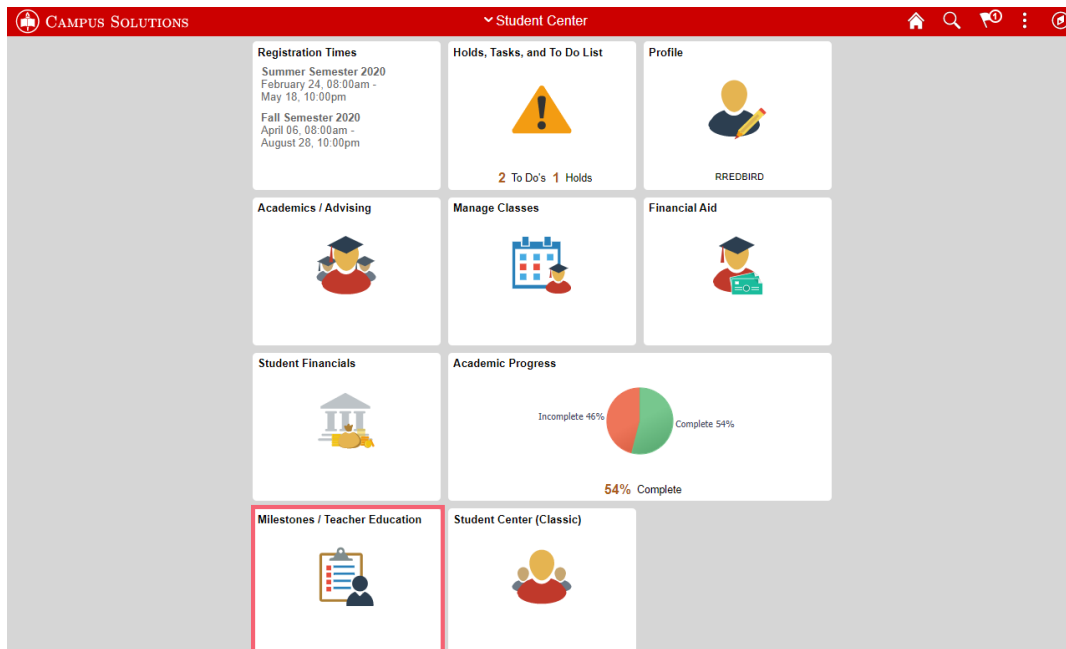 CAMPUS SOLUTIONS
Student Center
1
Registration Times
Summer Semester 2020
February 24, 08:00am -
May 18, 10:00pm
Fall Semester 2020
April 06, 08:00am -
August 28, 10:00pm
Holds, Tasks, and To Do List
2 To Do's 1 Holds
Profile
RREDBIRD
Academics / Advising
Manage Classes
Financial Aid
Student Financials
Academic Progress
Incomplete 46%
Complete 54%
54% Complete
Milestones / Teacher Education
Student Center (Classic)